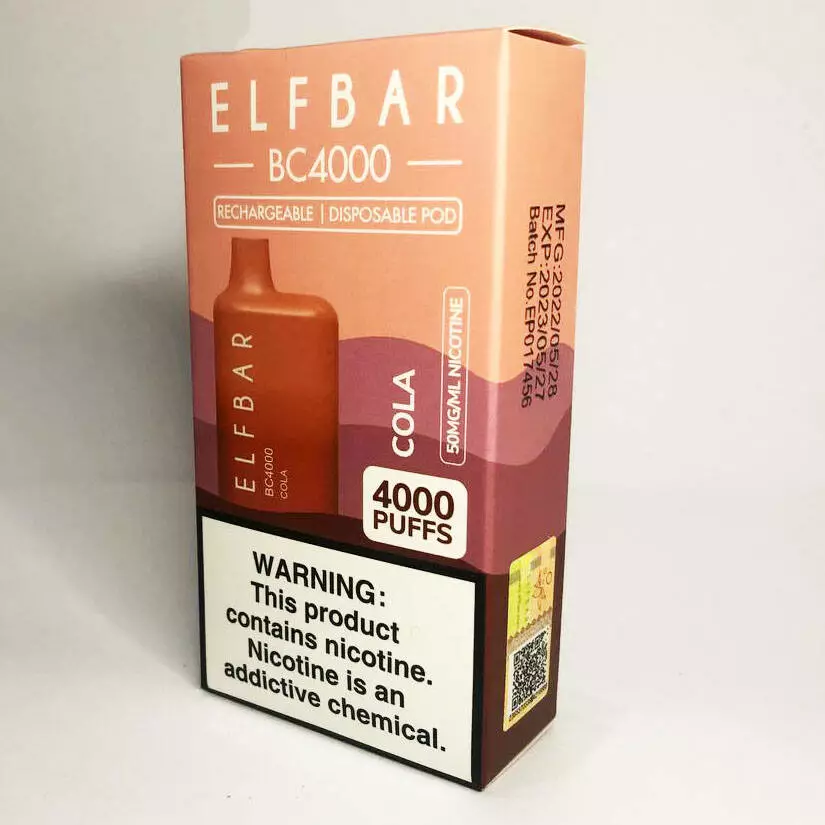 ELFBAR
BC4000
RECHARGEABLE | DISPOSABLE POD
ELFBAR
BC4000
COLA
COLA
50MG/ML NICOTINE
4000
PUFFS
WARNING:
This product
contains nicotine.
Nicotine is an
addictive chemical.
MFG:2022/05/28
EXP:2023/05/27
Batch No.EP017456